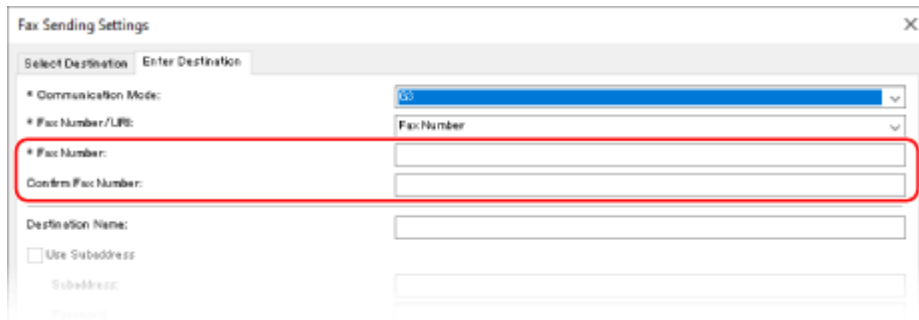 Fax Sending Settings
Select Destination Enter Destination
* Communication Mode: G3
* Fax Number/URI: Fax Number
* Fax Number:
Confirm Fax Number:
Destination Name:
Use Subaddress
Subaddress:
Password: